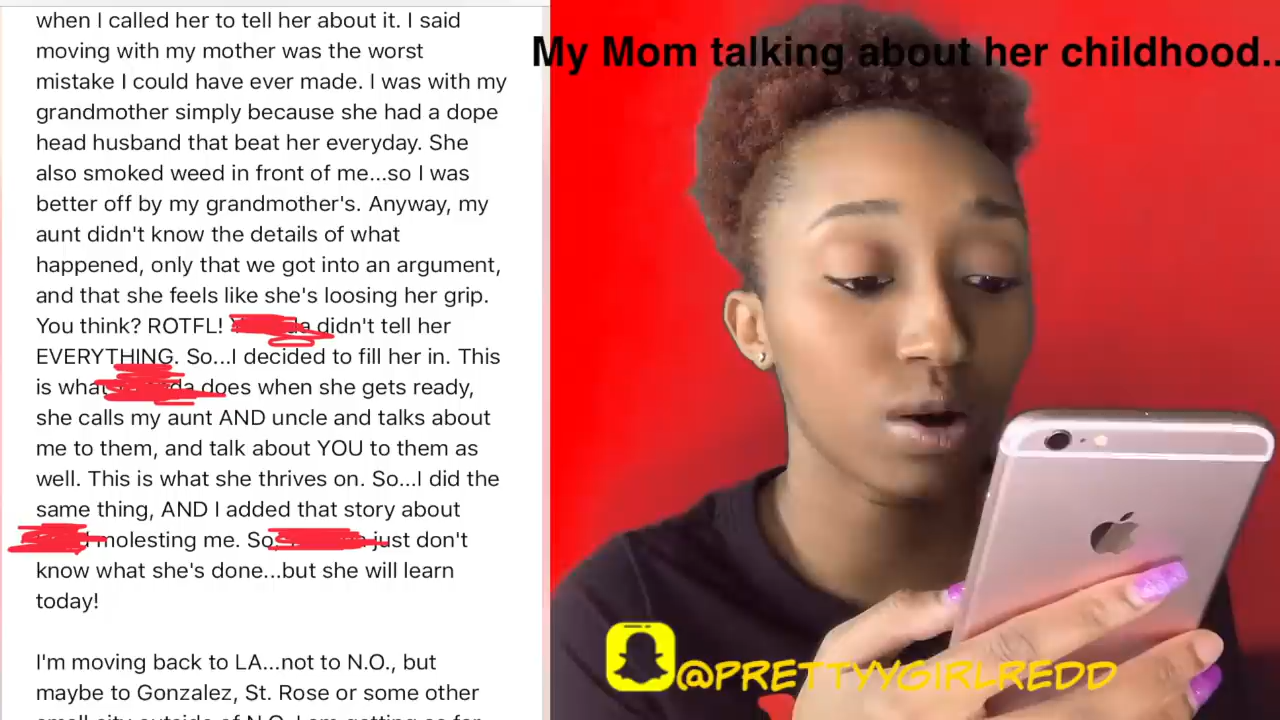 when I called her to tell her about it. I said
moving with my mother was the worst
mistake I could have ever made. I was with my
grandmother simply because she had a dope
head husband that beat her everyday. She
also smoked weed in front of me...so I was
better off by my grandmother's. Anyway, my
aunt didn't know the details of what
happened, only that we got into an argument,
and that she feels like she's loosing her grip.
You think? ROTFL! didn't tell her
EVERYTHING. So...I decided to fill her in. This
is what does when she gets ready,
she calls my aunt AND uncle and talks about
me to them, and talk about YOU to them as
well. This is what she thrives on. So...I did the
same thing, AND I added that story about
molesting me. So just don't
know what she's done...but she will learn
today!
I'm moving back to LA...not to N.O., but
maybe to Gonzalez, St. Rose or some other
small city outside of N.O. I am getting as far
My Mom talking about her childhood..
@PRETTYYGIRLREDD